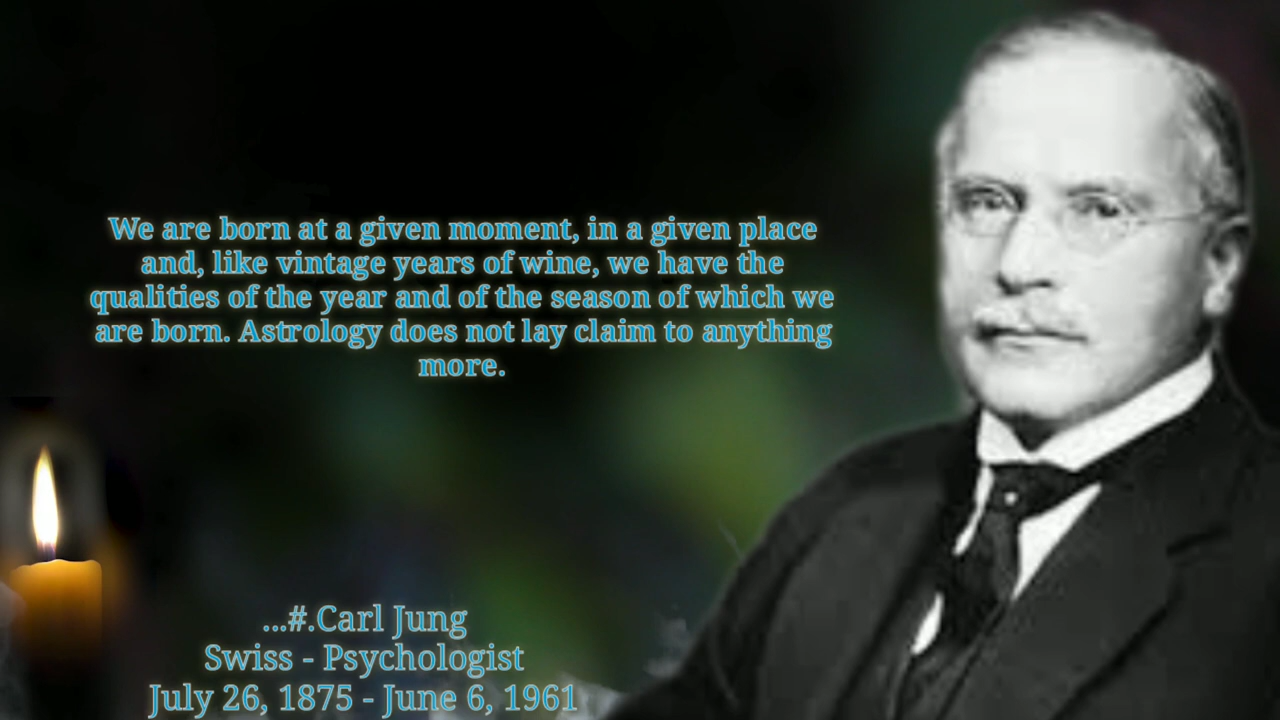 We are born at a given moment, in a given place
and, like vintage years of wine, we have the
qualities of the year and of the season of which we
are born. Astrology does not lay claim to anything
more.
...#.Carl Jung
Swiss - Psychologist
July 26, 1875 - June 6, 1961